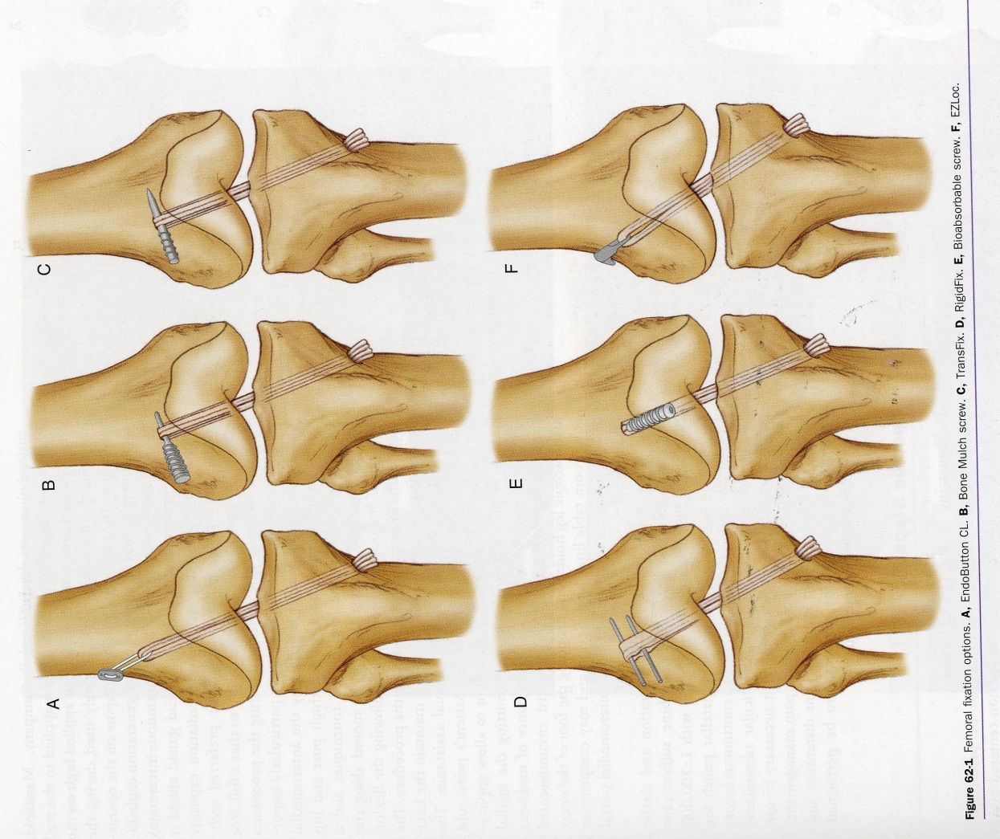 A
B
C
D
E
F
Figure 62-1 Femoral fixation options. A, EndoButton CL. B, Bone Mulch screw. C, TransFix. D, RigidFix. E, Bioabsorbable screw. F, EZLoc.